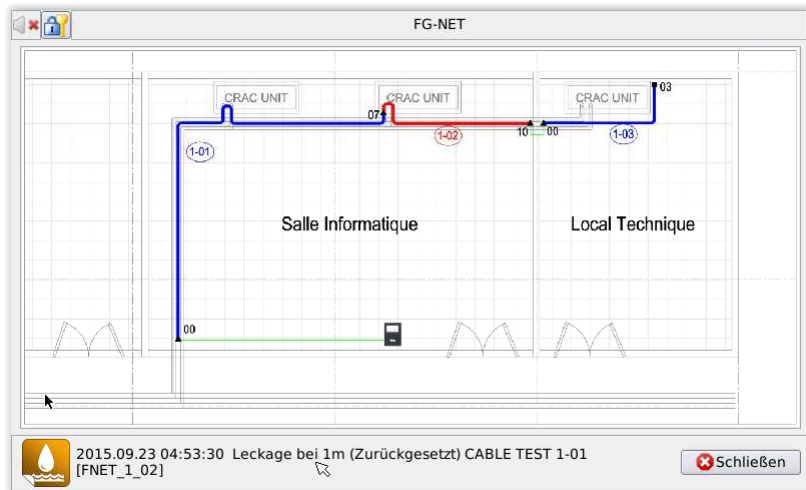 FG-NET
CRAC UNIT
CRAC UNIT
CRAC UNIT
03
07
10
00
1-01
1-02
1-03
Salle Informatique
Local Technique
00
2015.09.23 04:53:30 Leckage bei 1m (Zurückgesetzt) CABLE TEST 1-01
[FNET_1_02]
Schließen